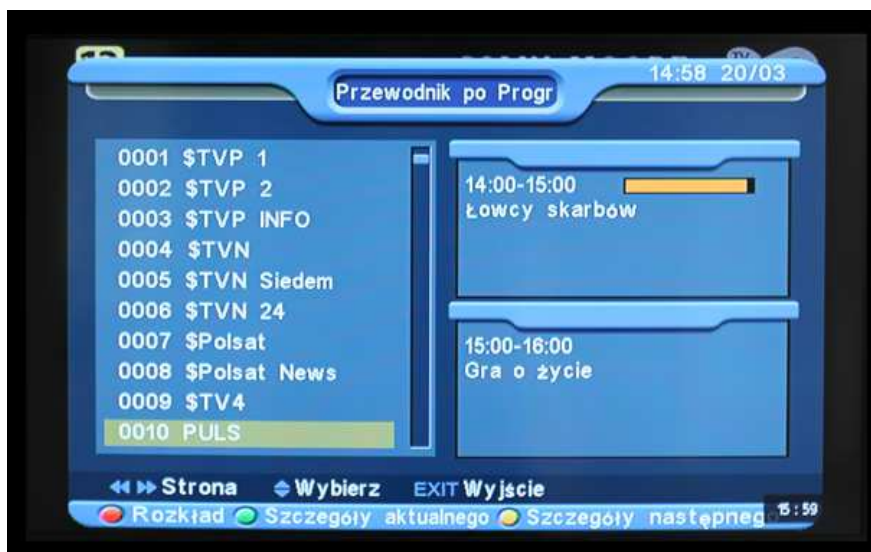 14:58 20/03
Przewodnik po Progr
0001 $TVP 1
0002 $TVP 2
0003 $TVP INFO
0004 $TVN
0005 $TVN Siedem
0006 $TVN 24
0007 $Polsat
0008 $Polsat News
0009 $TV4
0010 PULS
14:00-15:00
Łowcy skarbów
15:00-16:00
Gra o życie
Strona Wybierz EXIT Wyjście
Rozkład Szczegóły aktualnego Szczegóły następneg